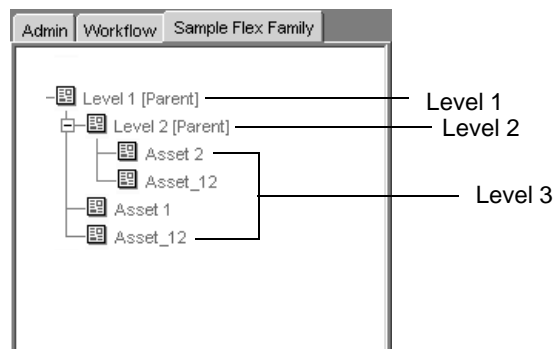 Admin Workflow Sample Flex Family
Level 1 [Parent] Level 1
Level 2 [Parent] Level 2
Asset 2
Asset_12
Level 3
Asset 1
Asset_12